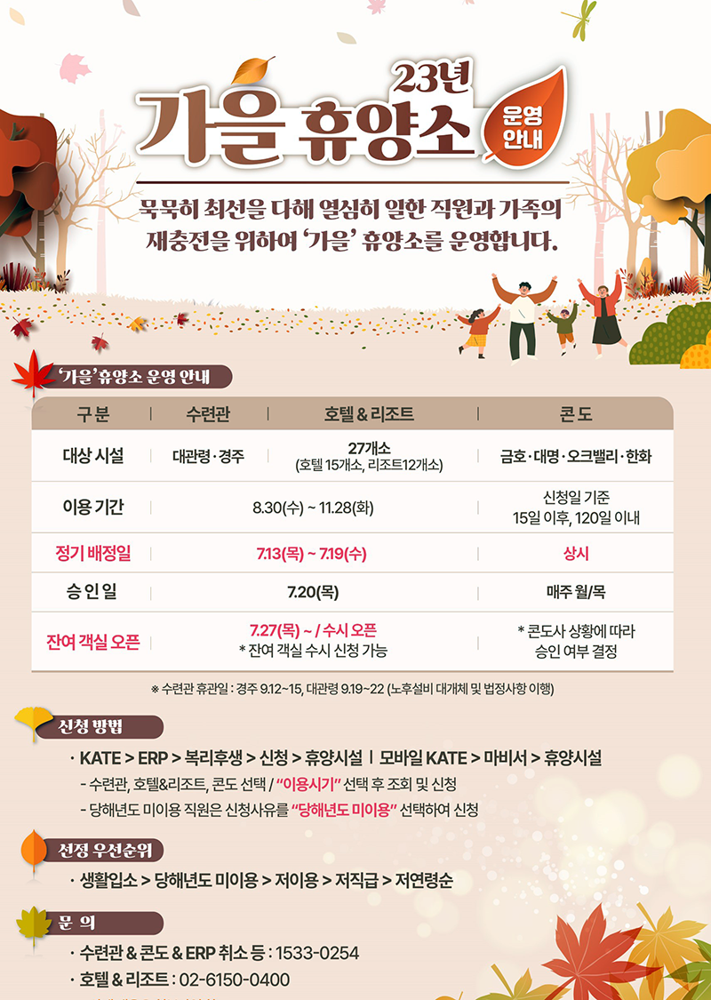 23년
가을 휴양소
운영
안내
묵묵히 최선을 다해 열심히 일한 직원과 가족의
재충전을 위하여 ‘가을’ 휴양소를 운영합니다.
‘가을’ 휴양소 운영 안내
구 분 | 수련관 | 호텔 & 리조트 | 콘 도
대상 시설 | 대관령 · 경주 | 27개소 (호텔 15개소, 리조트12개소) | 금호 · 대명 · 오크밸리 · 한화
이용 기간 | 8.30(수) ~ 11.28(화) | 신청일 기준 15일 이후, 120일 이내
정기 배정일 | 7.13(목) ~ 7.19(수) | 상시
승 인 일 | 7.20(목) | 매주 월/목
잔여 객실 오픈 | 7.27(목) ~ / 수시 오픈 * 잔여 객실 수시 신청 가능 | * 콘도사 상황에 따라 승인 여부 결정
※ 수련관 휴관일 : 경주 9.12~15, 대관령 9.19~22 (노후설비 대개체 및 법정사항 이행)
신청 방법
· KATE > ERP > 복리후생 > 신청 > 휴양시설 | 모바일 KATE > 마비서 > 휴양시설
- 수련관, 호텔&리조트, 콘도 선택 / “이용시기” 선택 후 조회 및 신청
- 당해년도 미이용 직원은 신청사유를 “당해년도 미이용” 선택하여 신청
선정 우선순위
· 생활입소 > 당해년도 미이용 > 저이용 > 저직급 > 저연령순
문 의
· 수련관 & 콘도 & ERP 취소 등 : 1533-0254
· 호텔 & 리조트 : 02-6150-0400